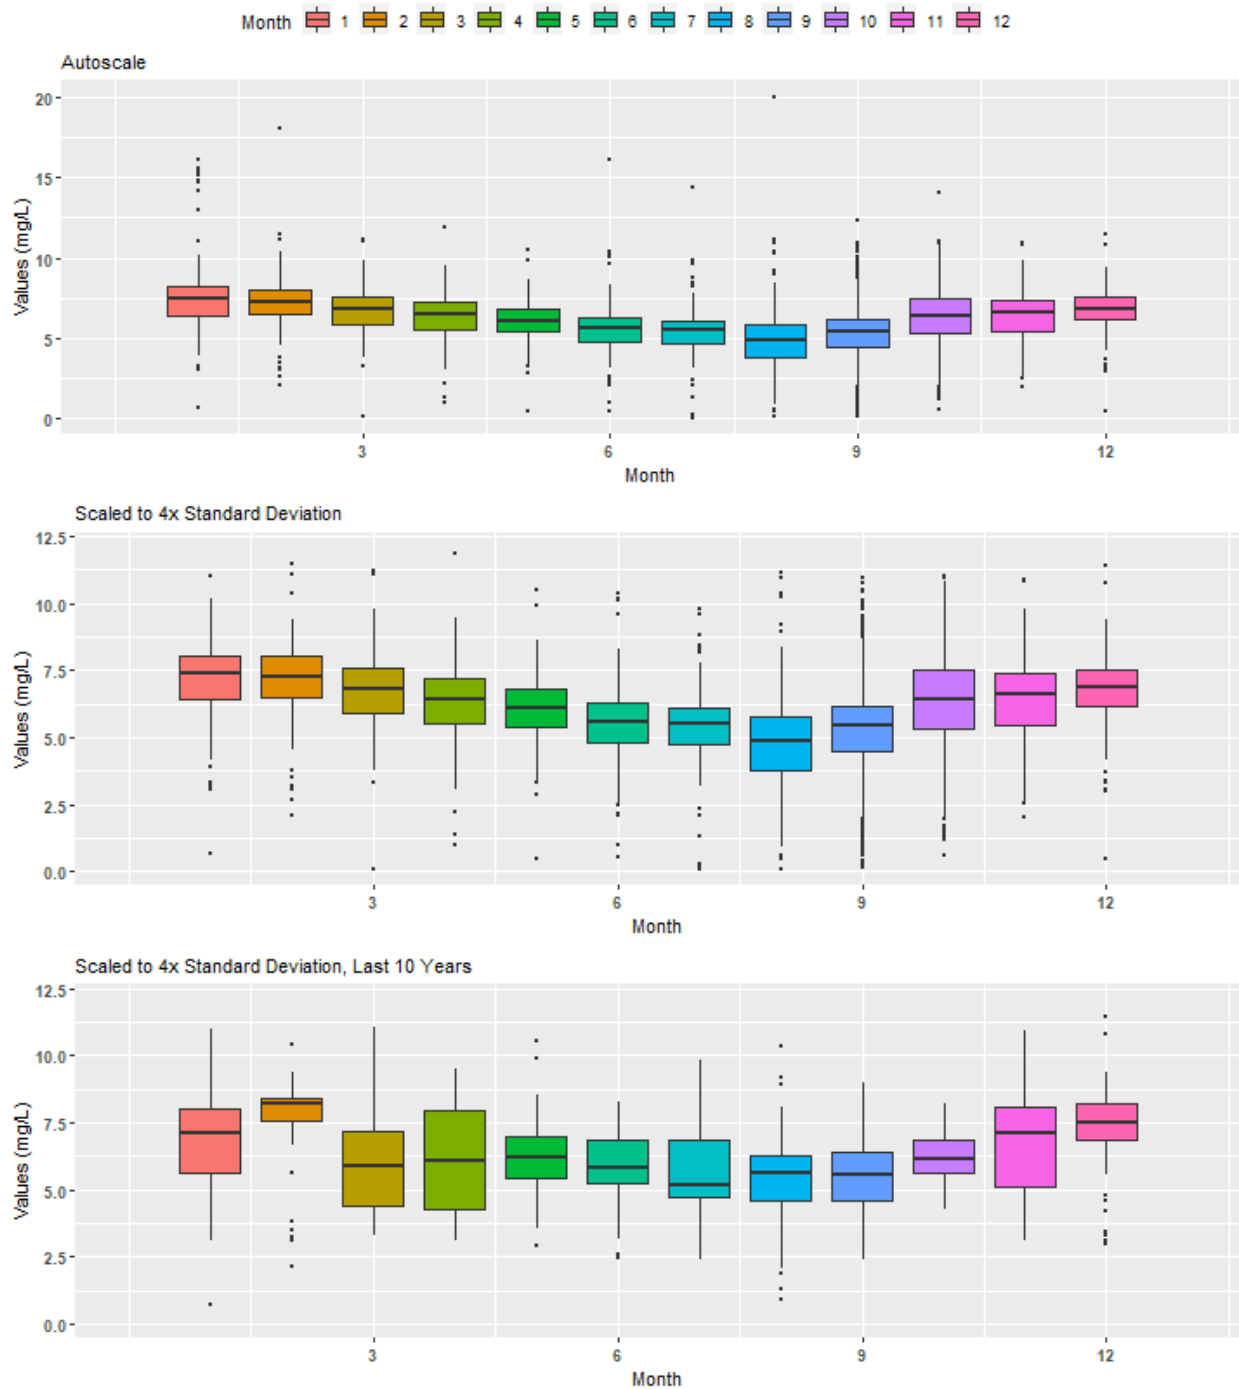 Month 1 2 3 4 5 6 7 8 9 10 11 12
Autoscale
20
15
10
5
0
Values (mg/L)
3 6 9 12
Month
Scaled to 4x Standard Deviation
12.5
10.0
7.5
5.0
2.5
0.0
Values (mg/L)
3 6 9 12
Month
Scaled to 4x Standard Deviation, Last 10 Years
12.5
10.0
7.5
5.0
2.5
0.0
Values (mg/L)
3 6 9 12
Month